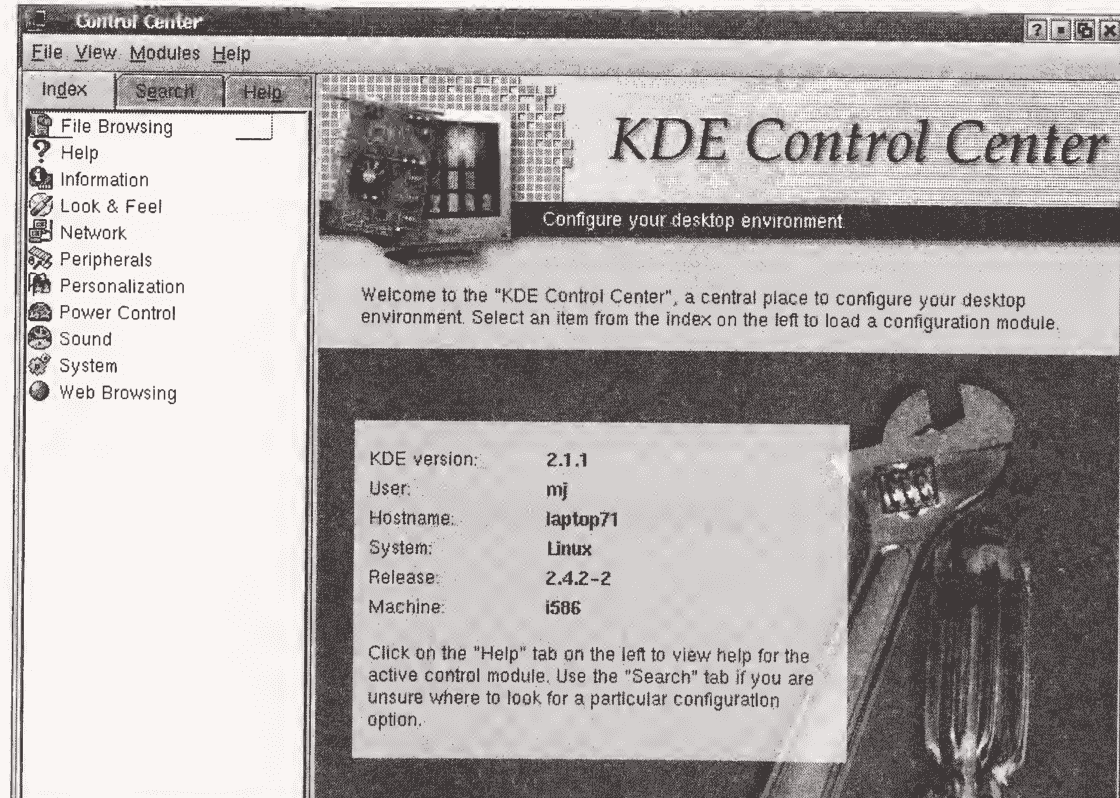 Control Center
File View Modules Help
Index Search Help
File Browsing
Help
Information
Look & Feel
Network
Peripherals
Personalization
Power Control
Sound
System
Web Browsing
KDE Control Center
Configure your desktop environment
Welcome to the "KDE Control Center", a central place to configure your desktop
environment. Select an item from the index on the left to load a configuration module.
KDE version: 2.1.1
User: mj
Hostname: laptop71
System: Linux
Release: 2.4.2-2
Machine: i586
Click on the "Help" tab on the left to view help for the
active control module. Use the "Search" tab if you are
unsure where to look for a particular configuration
option.